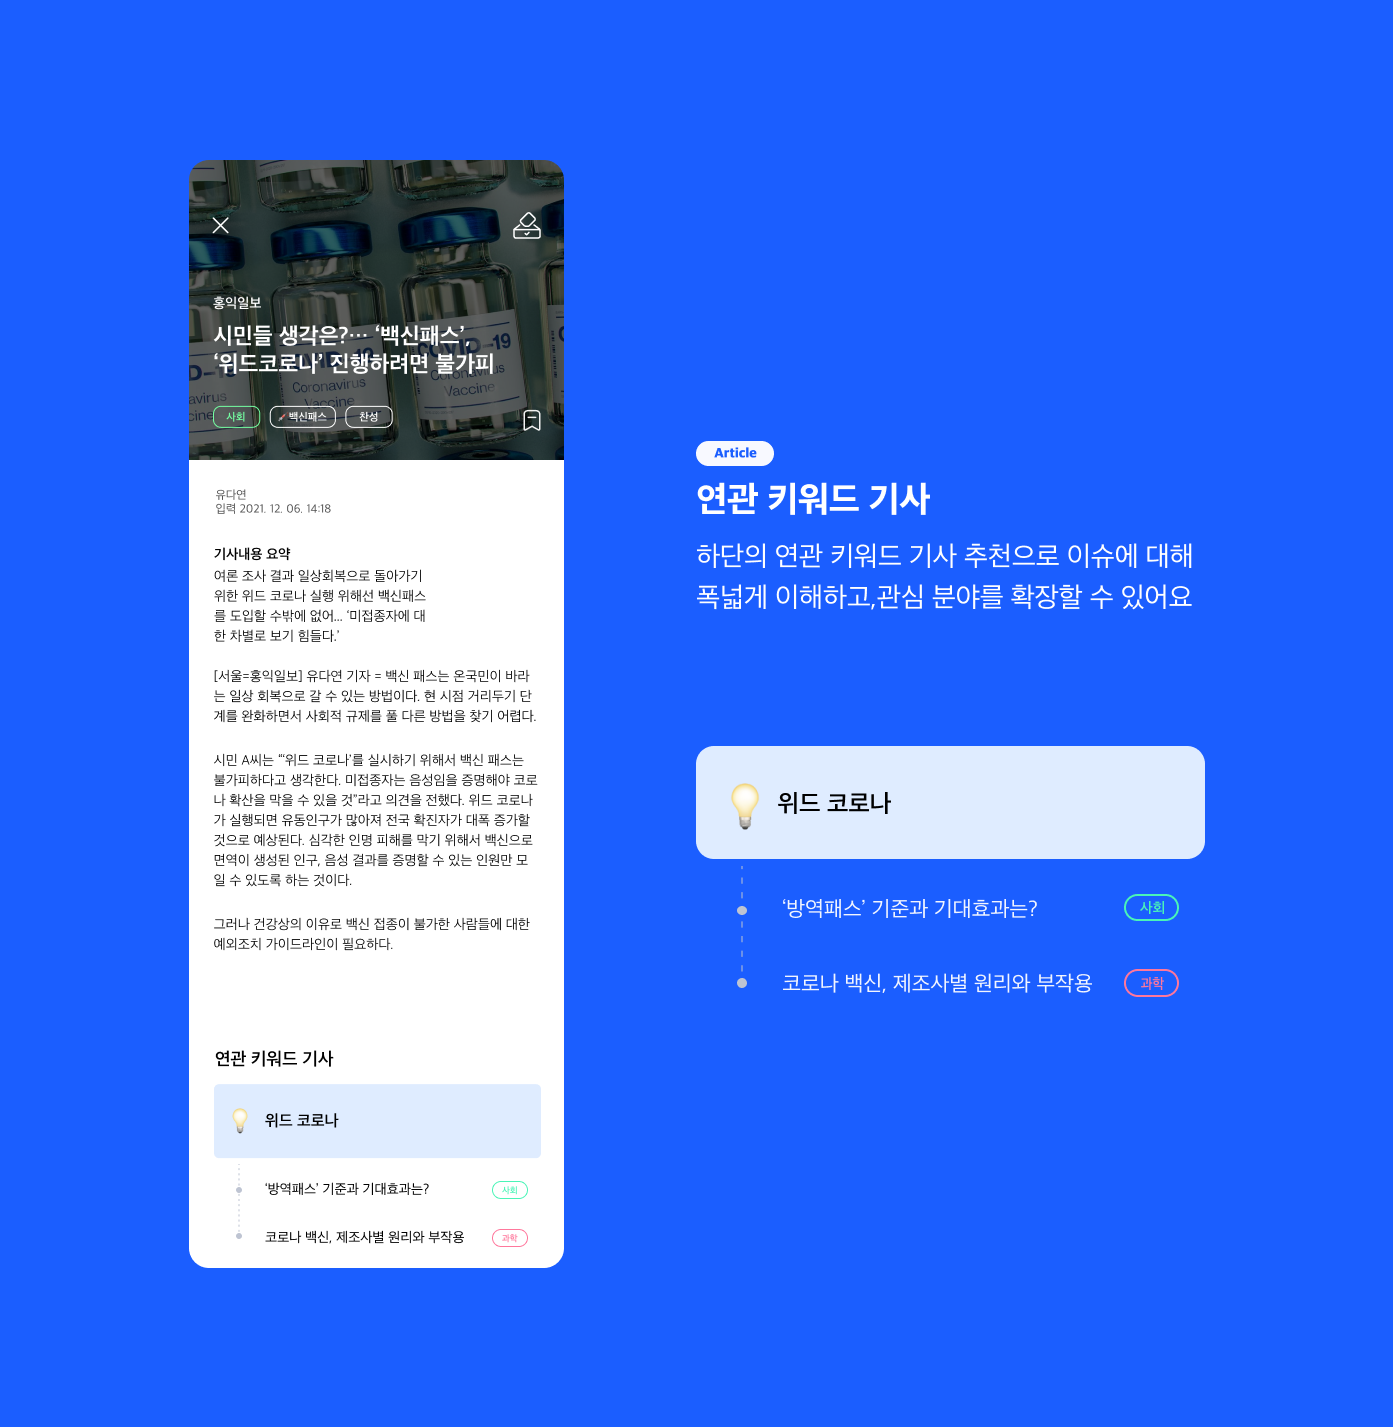 홍익일보
시민들 생각은?… ‘백신패스’,
‘위드코로나’ 진행하려면 불가피
COVID-19
Coronavirus
Vaccine
Coronavirus
Vaccine
사회
백신패스
찬성
유다연
입력 2021. 12. 06. 14:18
기사내용 요약
여론 조사 결과 일상회복으로 돌아가기
위한 위드 코로나 실행 위해선 백신패스
를 도입할 수밖에 없어... ‘미접종자에 대
한 차별로 보기 힘들다.’
[서울=홍익일보] 유다연 기자 = 백신 패스는 온국민이 바라
는 일상 회복으로 갈 수 있는 방법이다. 현 시점 거리두기 단
계를 완화하면서 사회적 규제를 풀 다른 방법을 찾기 어렵다.
시민 A씨는 “‘위드 코로나’를 실시하기 위해서 백신 패스는
불가피하다고 생각한다. 미접종자는 음성임을 증명해야 코로
나 확산을 막을 수 있을 것”라고 의견을 전했다. 위드 코로나
가 실행되면 유동인구가 많아져 전국 확진자가 대폭 증가할
것으로 예상된다. 심각한 인명 피해를 막기 위해서 백신으로
면역이 생성된 인구, 음성 결과를 증명할 수 있는 인원만 모
일 수 있도록 하는 것이다.
그러나 건강상의 이유로 백신 접종이 불가한 사람들에 대한
예외조치 가이드라인이 필요하다.
연관 키워드 기사
위드 코로나
‘방역패스’ 기준과 기대효과는?
사회
코로나 백신, 제조사별 원리와 부작용
과학
Article
연관 키워드 기사
하단의 연관 키워드 기사 추천으로 이슈에 대해
폭넓게 이해하고,관심 분야를 확장할 수 있어요
위드 코로나
‘방역패스’ 기준과 기대효과는?
사회
코로나 백신, 제조사별 원리와 부작용
과학